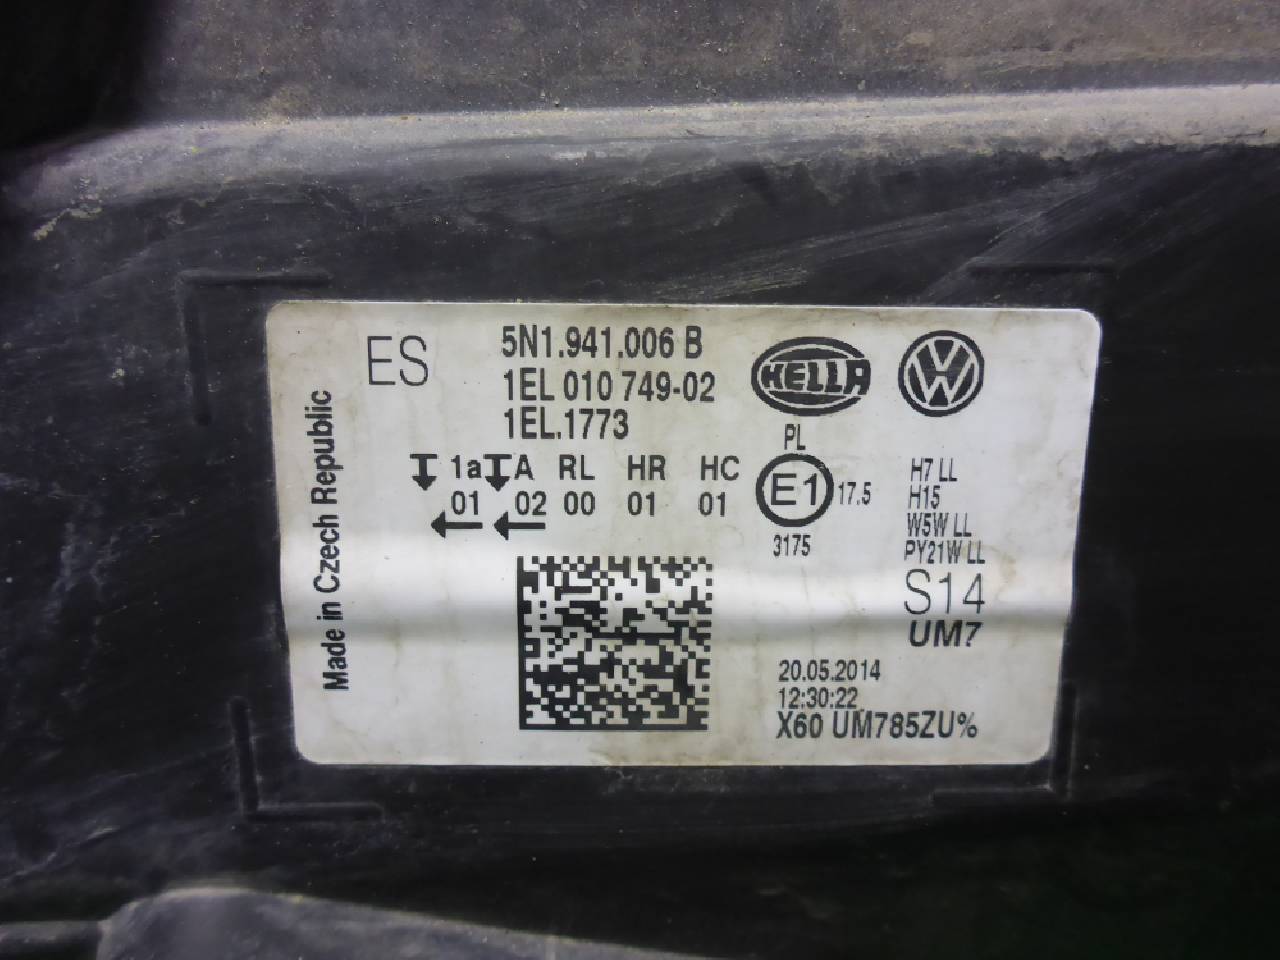 Made in Czech Republic
ES
5N1.941.006 B
1EL 010 749-02
1EL.1773
HELLA
VW
1a A RL HR HC
01 02 00 01 01
PL
E1
17.5
3175
H7 LL
H15
W5W LL
PY21W LL
S14
UM7
20.05.2014
12:30:22
X60 UM785ZU%